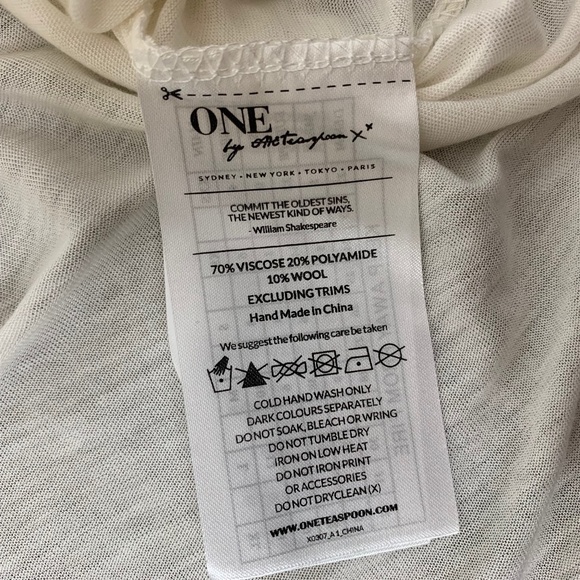 ONE
by oneteaspoon xx
SYDNEY • NEW YORK • TOKYO • PARIS
COMMIT THE OLDEST SINS,
THE NEWEST KIND OF WAYS.
- William Shakespeare
70% VISCOSE 20% POLYAMIDE
10% WOOL
EXCLUDING TRIMS
Hand Made in China
We suggest the following care be taken
COLD HAND WASH ONLY
DARK COLOURS SEPARATELY
DO NOT SOAK, BLEACH OR WRING
DO NOT TUMBLE DRY
IRON ON LOW HEAT
DO NOT IRON PRINT
OR ACCESSORIES
DO NOT DRYCLEAN (X)
WWW.ONETEASPOON.COM
X0307_A1_CHINA